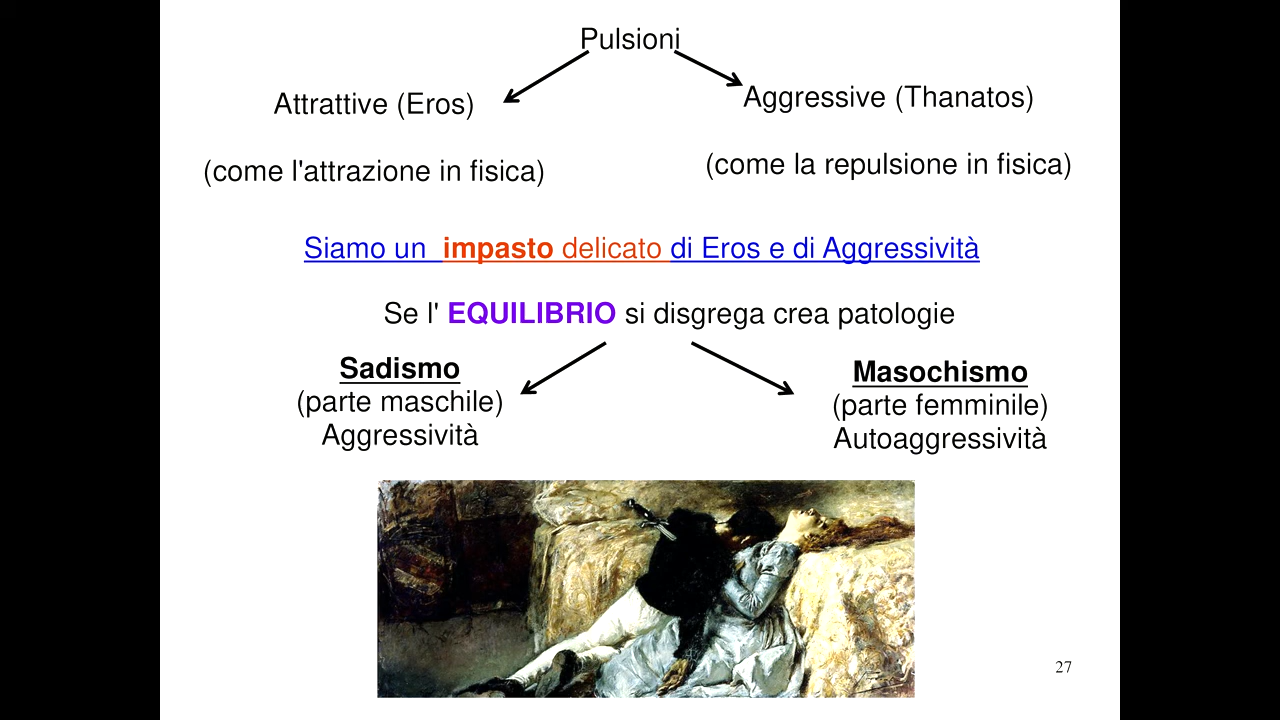 Pulsioni
Attrattive (Eros)
Aggressive (Thanatos)
(come l'attrazione in fisica)
(come la repulsione in fisica)
Siamo un impasto delicato di Eros e di Aggressività
Se l' EQUILIBRIO si disgrega crea patologie
Sadismo
(parte maschile)
Aggressività
Masochismo
(parte femminile)
Autoaggressività
27